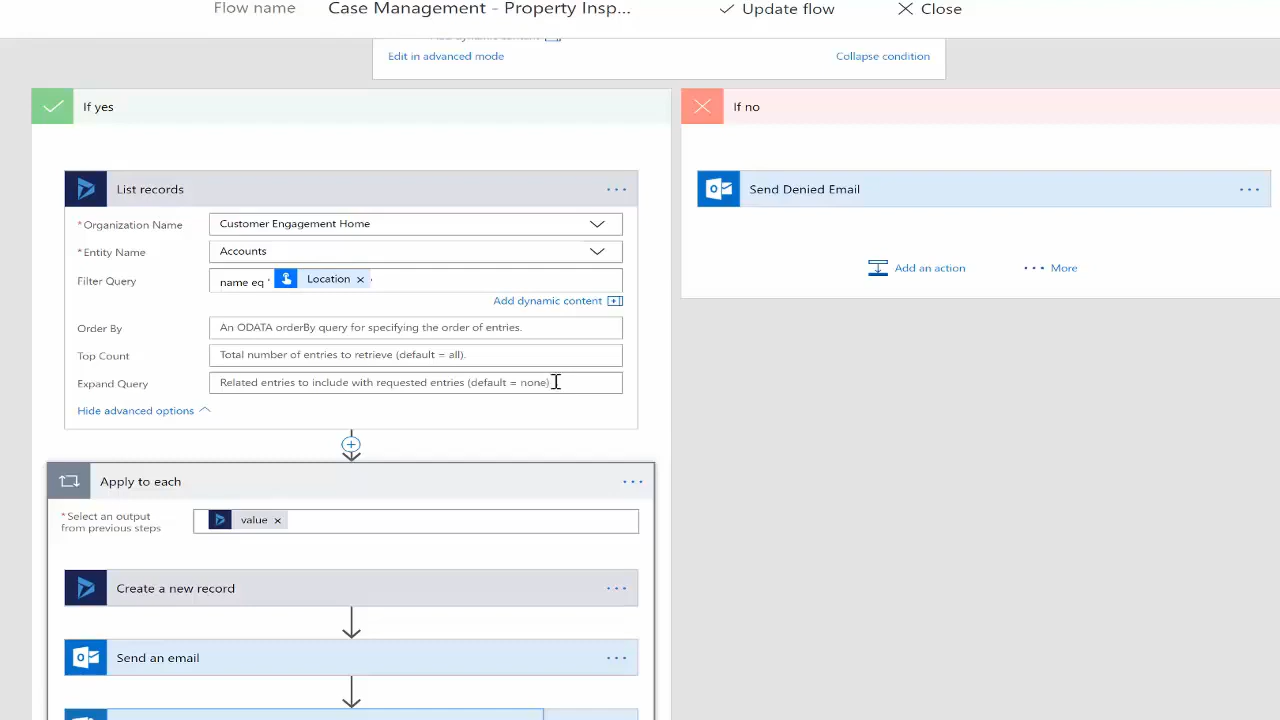 Flow name Case Management - Property Insp... Update flow Close
Edit in advanced mode Collapse condition
If yes
List records
*Organization Name Customer Engagement Home
*Entity Name Accounts
Filter Query name eq ' Location × '
Add dynamic content
Order By An ODATA orderBy query for specifying the order of entries.
Top Count Total number of entries to retrieve (default = all).
Expand Query Related entries to include with requested entries (default = none)
Hide advanced options
Apply to each
*Select an output
from previous steps
value ×
Create a new record
Send an email
If no
Send Denied Email
Add an action ... More